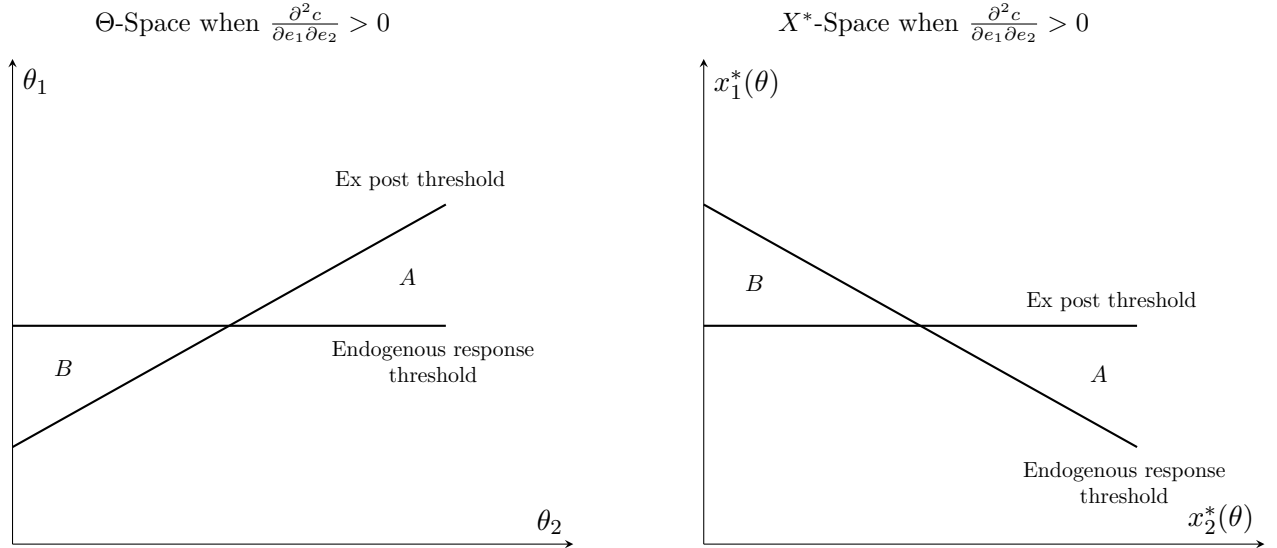 Θ-Space when ∂²c/∂e₁∂e₂ > 0
θ₁
Ex post threshold
A
Endogenous response
threshold
B
θ₂
X*-Space when ∂²c/∂e₁∂e₂ > 0
x₁*(θ)
B
Ex post threshold
A
Endogenous response
threshold
x₂*(θ)